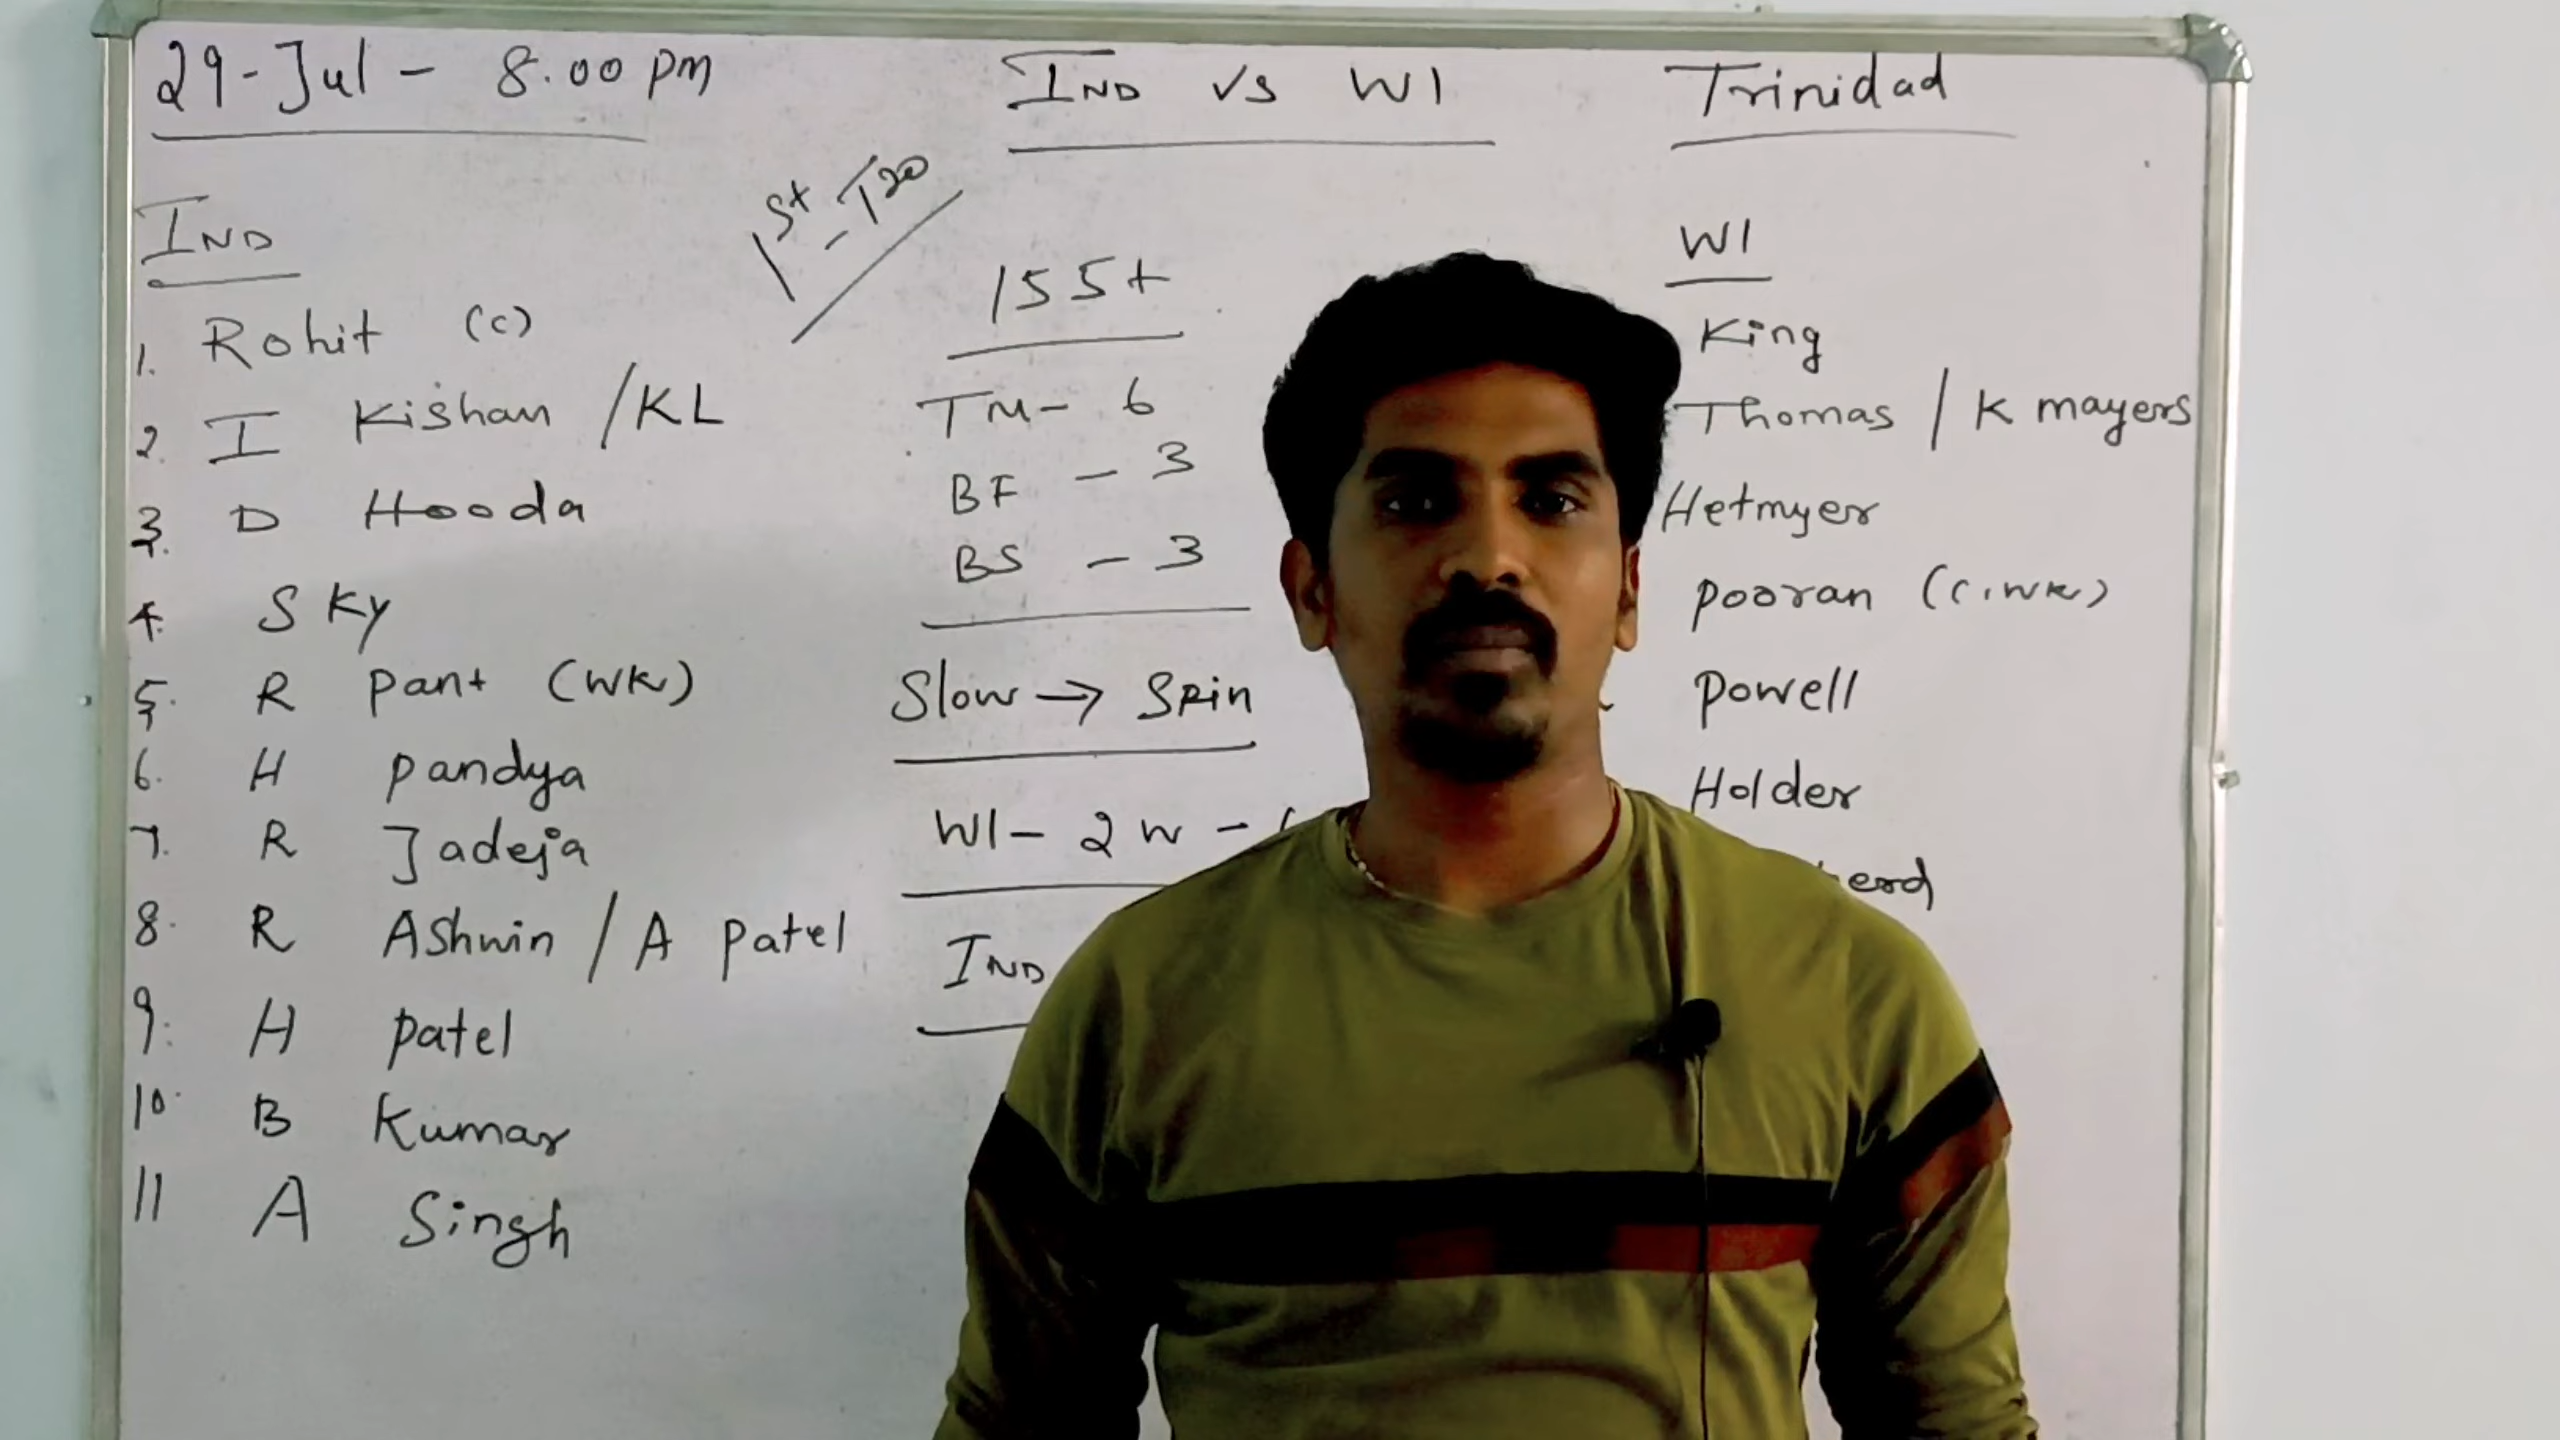 29-Jul - 8.00 pm
IND vs WI
Trinidad
1st - T20
IND
1. Rohit (c)
2. I Kishan / KL
3. D Hooda
4. SKY
5. R pant (wk)
6. H pandya
7. R Jadeja
8. R Ashwin / A patel
9. H patel
10. B Kumar
11 A Singh
155+
TM - 6
BF - 3
BS - 3
Slow → Spin
WI - 2 W -
IND
WI
King
Thomas / K mayers
Hetmyer
pooran (c.wk)
powell
Holder
erd